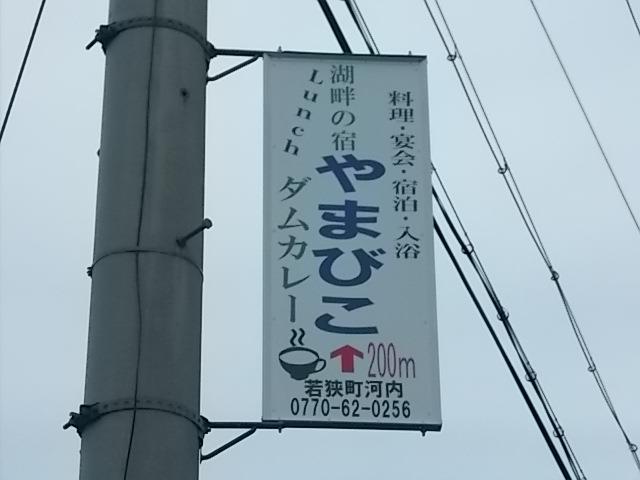 料理・宴会・宿泊・入浴
湖畔の宿
やまびこ
Lunch
ダムカレー
200m
若狭町河内
0770-62-0256